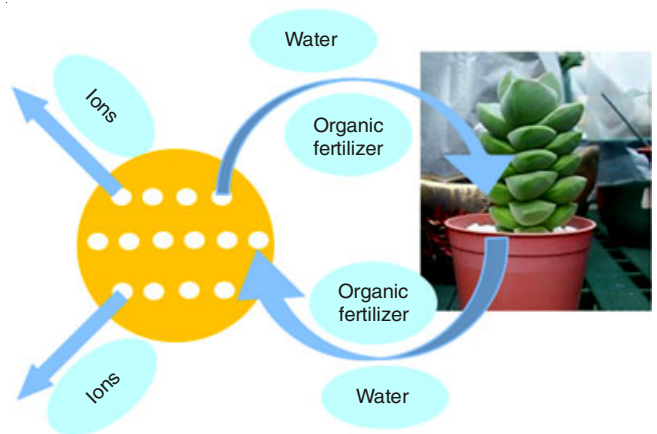 Water
Ions
Organic
fertilizer
Organic
fertilizer
Ions
Water